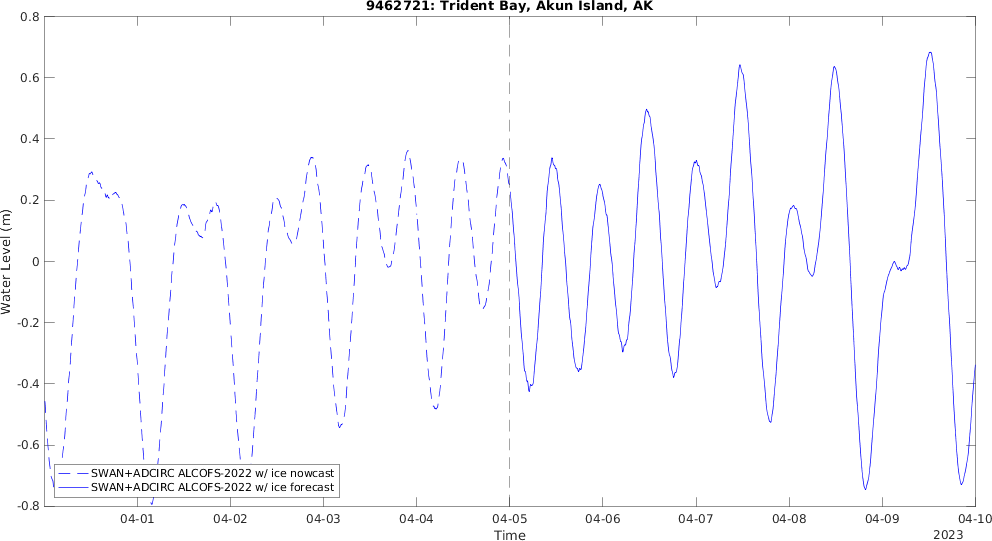 9462721: Trident Bay, Akun Island, AK
Water Level (m)
0.8
0.6
0.4
0.2
0
-0.2
-0.4
-0.6
-0.8
SWAN+ADCIRC ALCOFS-2022 w/ ice nowcast
SWAN+ADCIRC ALCOFS-2022 w/ ice forecast
04-01 04-02 04-03 04-04 04-05 04-06 04-07 04-08 04-09 04-10
Time
2023